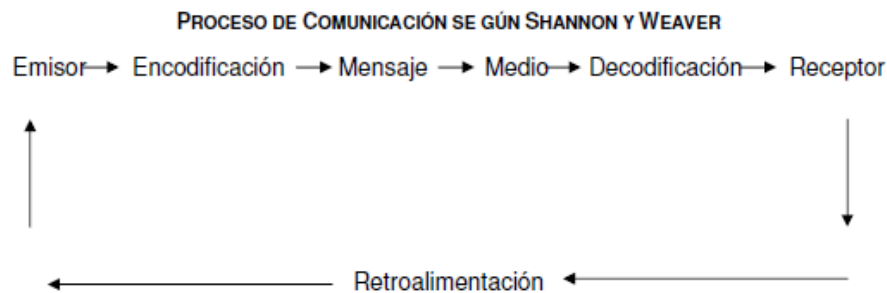 PROCESO DE COMUNICACIÓN SE GÚN SHANNON Y WEAVER
Emisor → Encodificación → Mensaje → Medio → Decodificación → Receptor
Retroalimentación